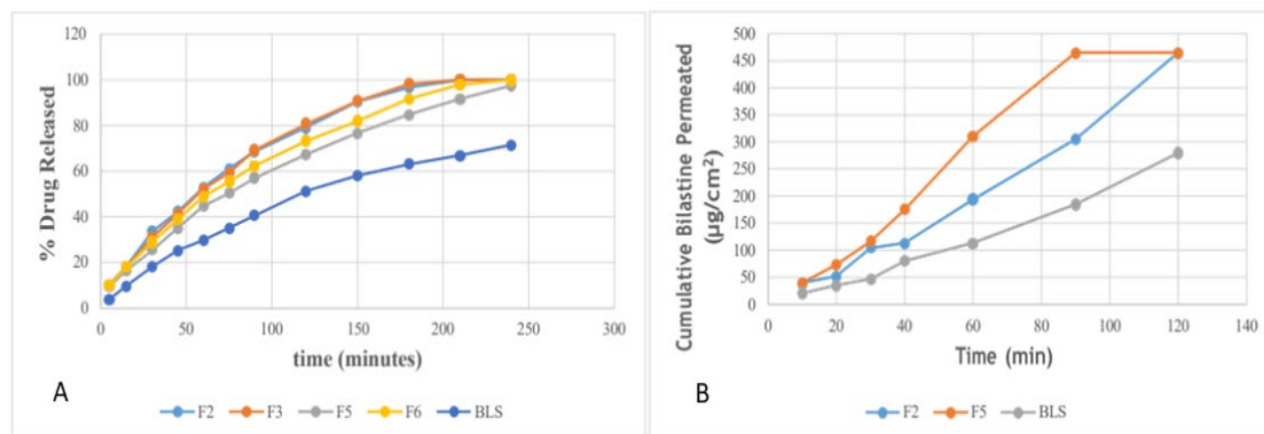 120
100
80
60
40
20
0
% Drug Released
0 50 100 150 200 250 300
time (minutes)
A
F2 F3 F5 F6 BLS
500
450
400
350
300
250
200
150
100
50
0
Cumulative Bilastine Permeated
(µg/cm²)
0 20 40 60 80 100 120 140
Time (min)
B
F2 F5 BLS